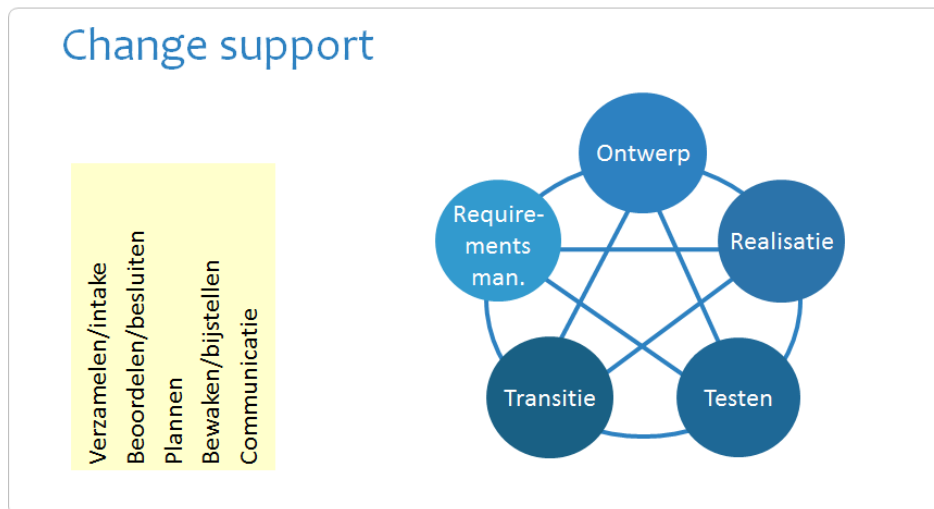 Change support
Verzamelen/intake
Beoordelen/besluiten
Plannen
Bewaken/bijstellen
Communicatie
Ontwerp
Require-
ments
man.
Realisatie
Transitie
Testen